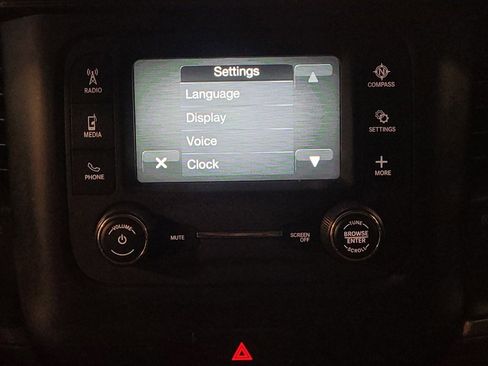 Settings
Language
Display
Voice
Clock
RADIO
MEDIA
PHONE
COMPASS
SETTINGS
MORE
VOLUME
MUTE
SCREEN
OFF
TUNE
BROWSE
ENTER
SCROLL